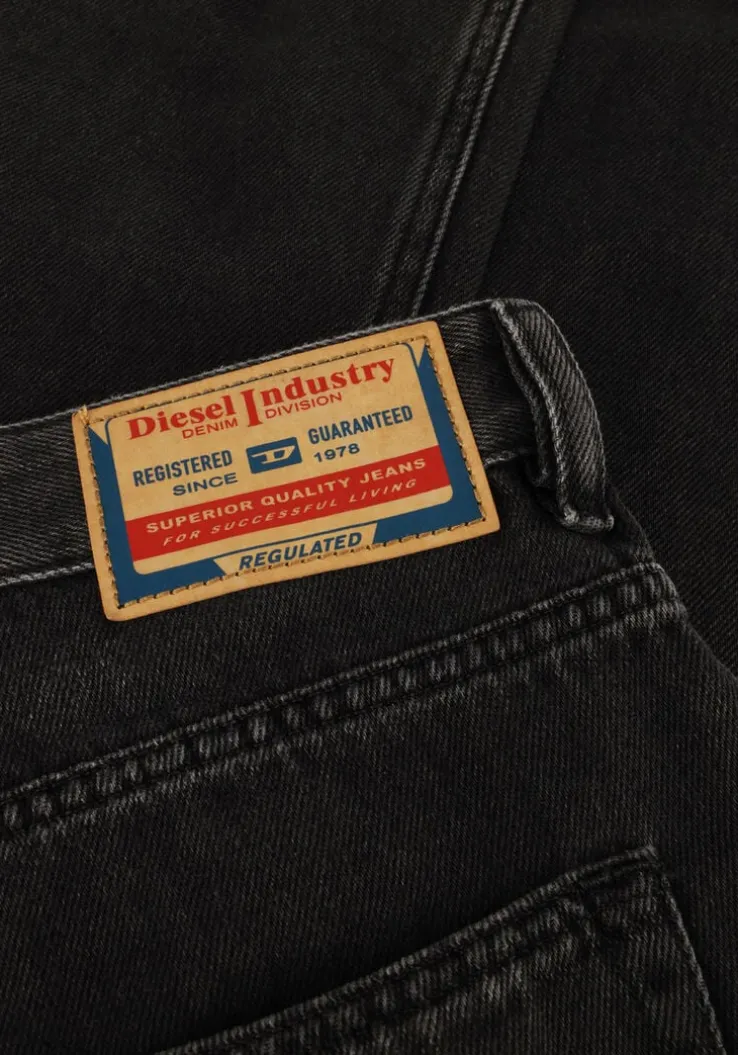 Diesel Industry
DENIM DIVISION
REGISTERED D GUARANTEED
SINCE 1978
SUPERIOR QUALITY JEANS
FOR SUCCESSFUL LIVING
REGULATED